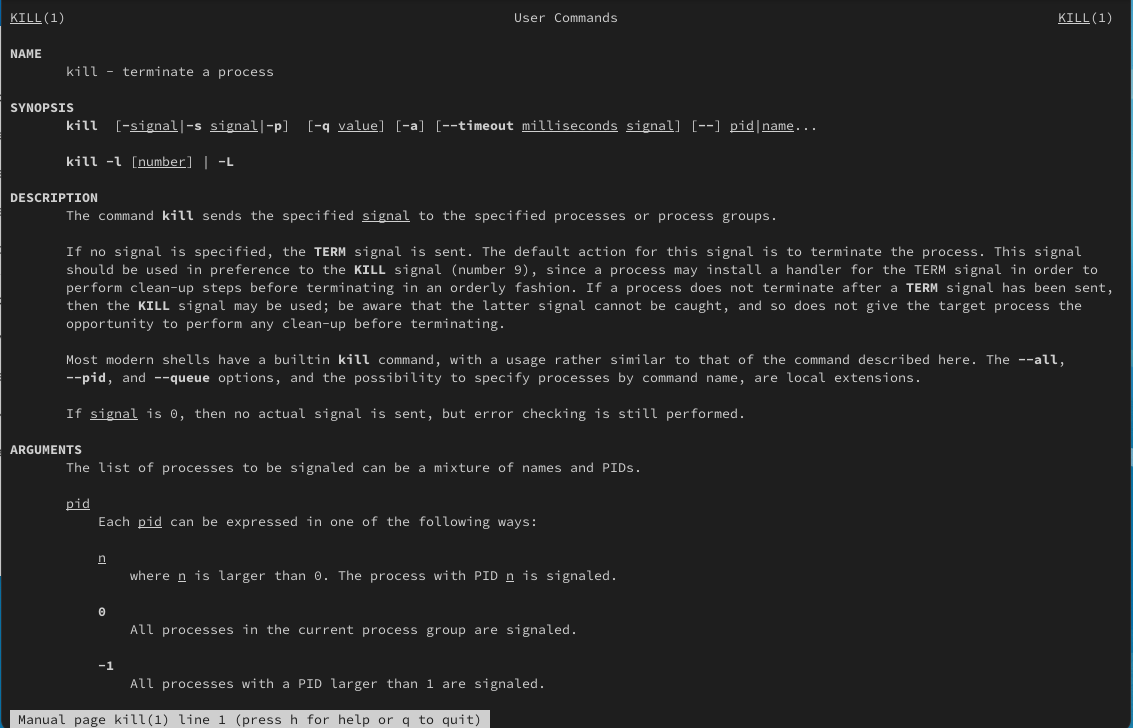 KILL(1) User Commands KILL(1)
NAME
kill - terminate a process
SYNOPSIS
kill [-signal|-s signal|-p] [-q value] [-a] [--timeout milliseconds signal] [--] pid|name...
kill -l [number] | -L
DESCRIPTION
The command kill sends the specified signal to the specified processes or process groups.
If no signal is specified, the TERM signal is sent. The default action for this signal is to terminate the process. This signal
should be used in preference to the KILL signal (number 9), since a process may install a handler for the TERM signal in order to
perform clean-up steps before terminating in an orderly fashion. If a process does not terminate after a TERM signal has been sent,
then the KILL signal may be used; be aware that the latter signal cannot be caught, and so does not give the target process the
opportunity to perform any clean-up before terminating.
Most modern shells have a builtin kill command, with a usage rather similar to that of the command described here. The --all,
--pid, and --queue options, and the possibility to specify processes by command name, are local extensions.
If signal is 0, then no actual signal is sent, but error checking is still performed.
ARGUMENTS
The list of processes to be signaled can be a mixture of names and PIDs.
pid
Each pid can be expressed in one of the following ways:
n
where n is larger than 0. The process with PID n is signaled.
0
All processes in the current process group are signaled.
-1
All processes with a PID larger than 1 are signaled.
Manual page kill(1) line 1 (press h for help or q to quit)